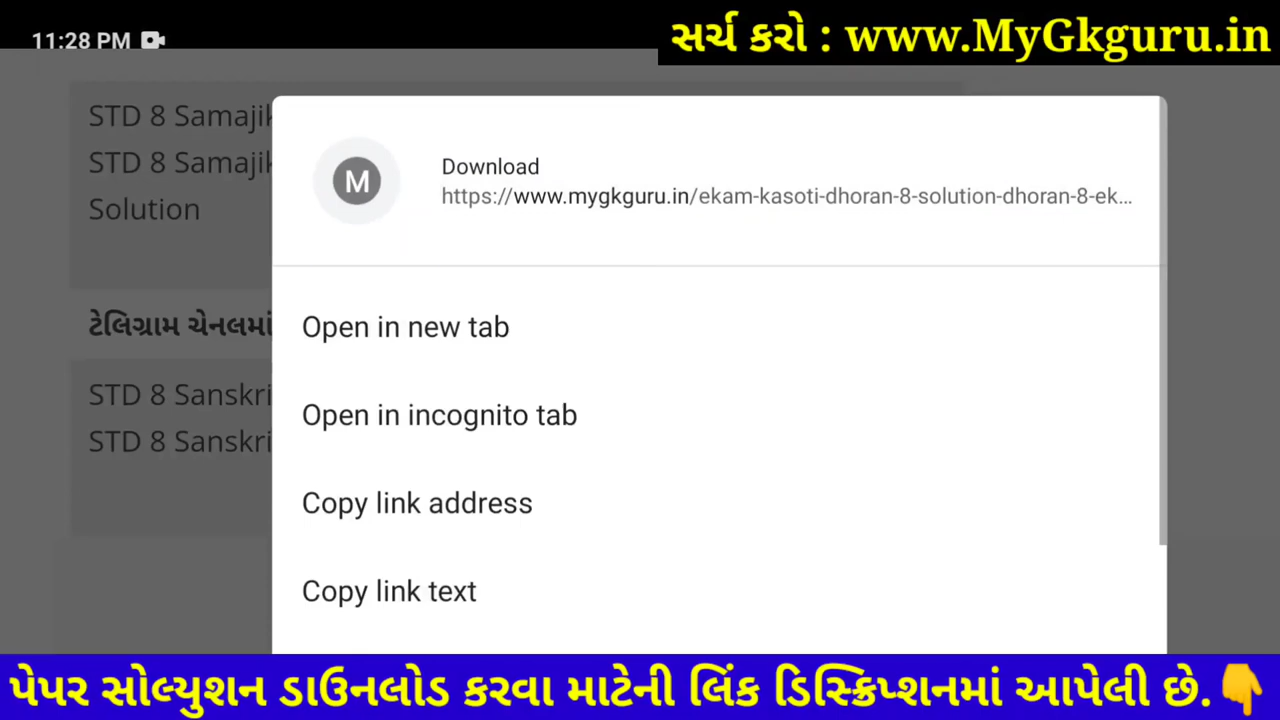 11:28 PM
સર્ચ કરો : www.MyGkguru.in
STD 8 Samajik
STD 8 Samajik
Solution
M
Download
https://www.mygkguru.in/ekam-kasoti-dhoran-8-solution-dhoran-8-ek...
Open in new tab
ટેલિગ્રામ ચેનલમાં
Open in incogni​to tab
STD 8 Sanskri
STD 8 Sanskri
Copy link address
Copy link text
પેપર સોલ્યુશન ડાઉનલોડ કરવા માટેની લિંક ડિસ્ક્રિપ્શનમાં આપેલી છે.👇